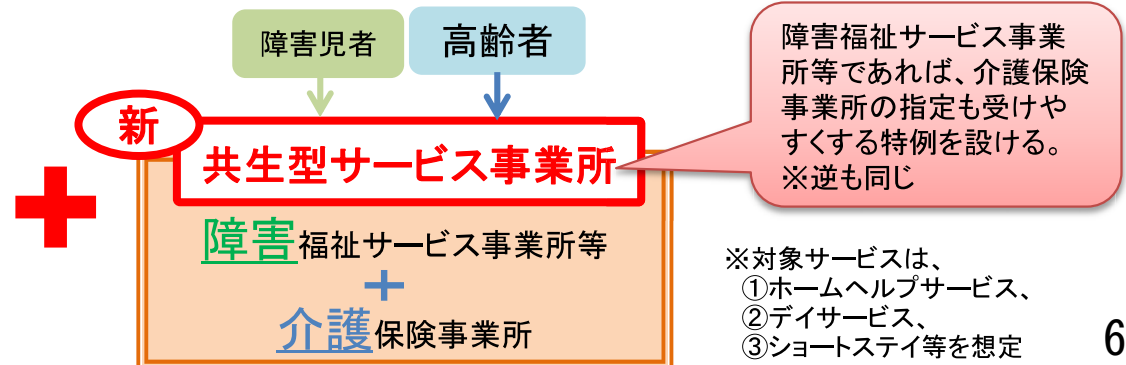 障害児者
高齢者
障害福祉サービス事業
所等であれば、介護保険
事業所の指定も受けや
すくする特例を設ける。
※逆も同じ
新
共生型サービス事業所
障害福祉サービス事業所等
＋
介護保険事業所
※対象サービスは、
①ホームヘルプサービス、
②デイサービス、
③ショートステイ等を想定
6